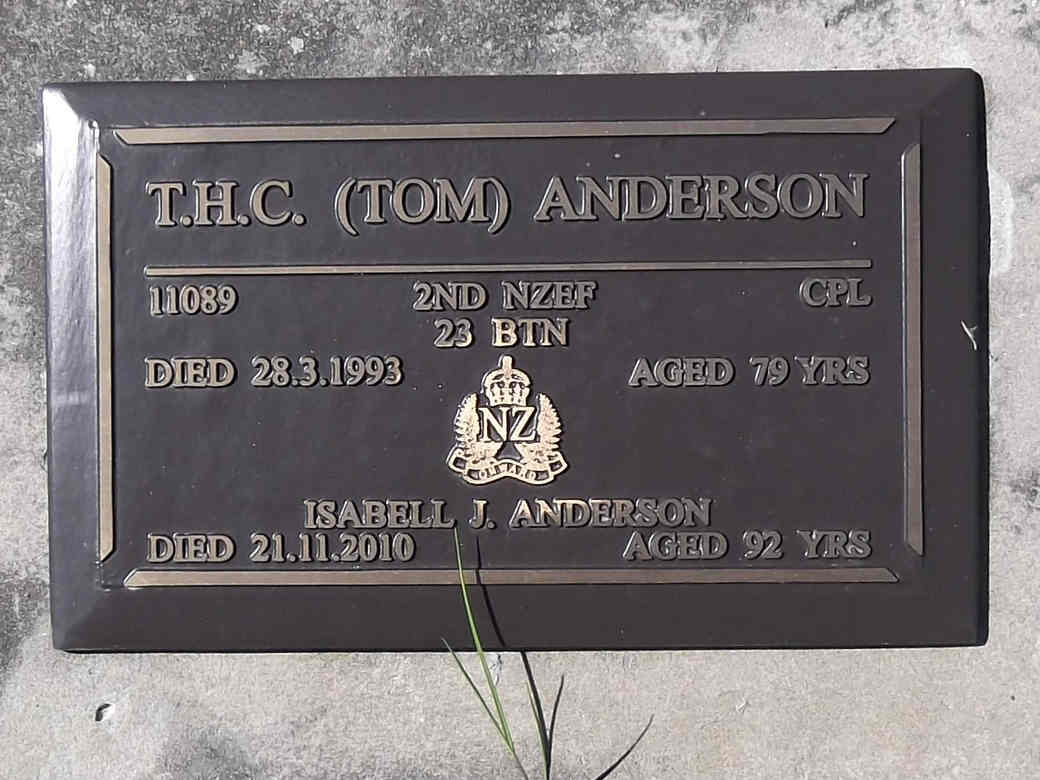 T.H.C. (TOM) ANDERSON
11089 2ND NZEF CPL
23 BTN
DIED 28.3.1993 AGED 79 YRS
NZ
ONWARD
ISABELL J. ANDERSON
DIED 21.11.2010 AGED 92 YRS